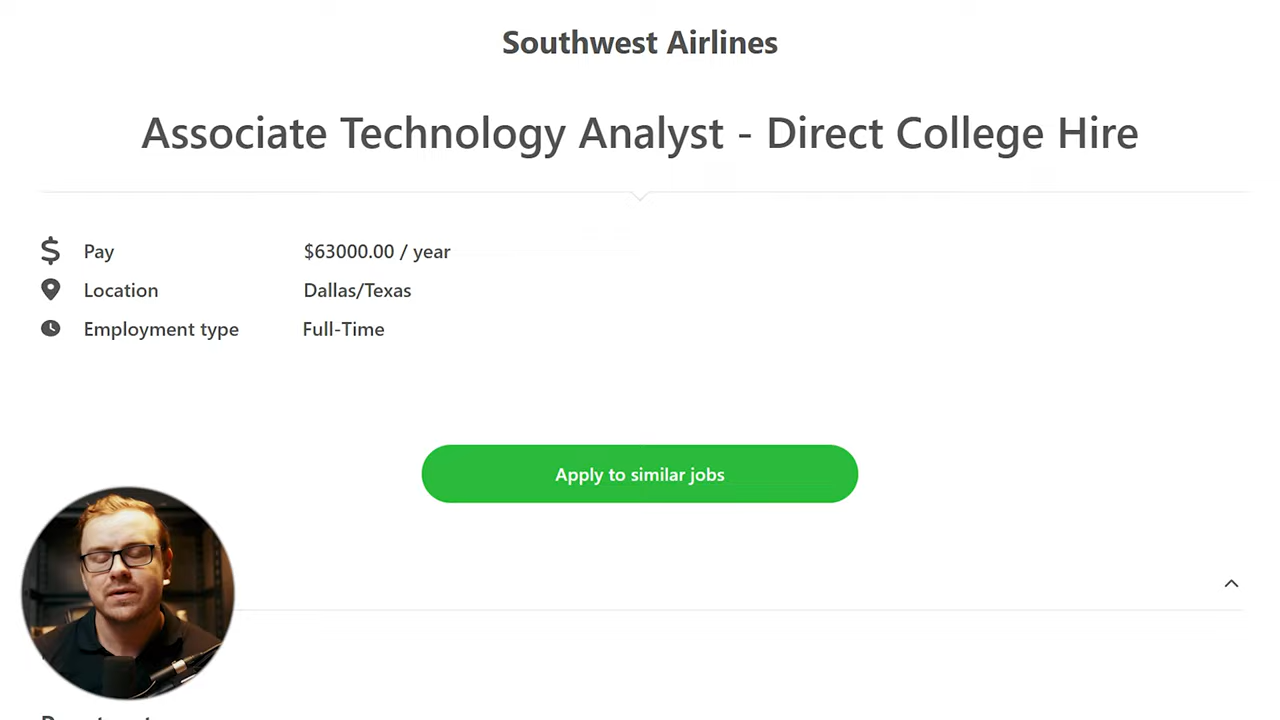 Southwest Airlines
Associate Technology Analyst - Direct College Hire
Pay $63000.00 / year
Location Dallas/Texas
Employment type Full-Time
Apply to similar jobs